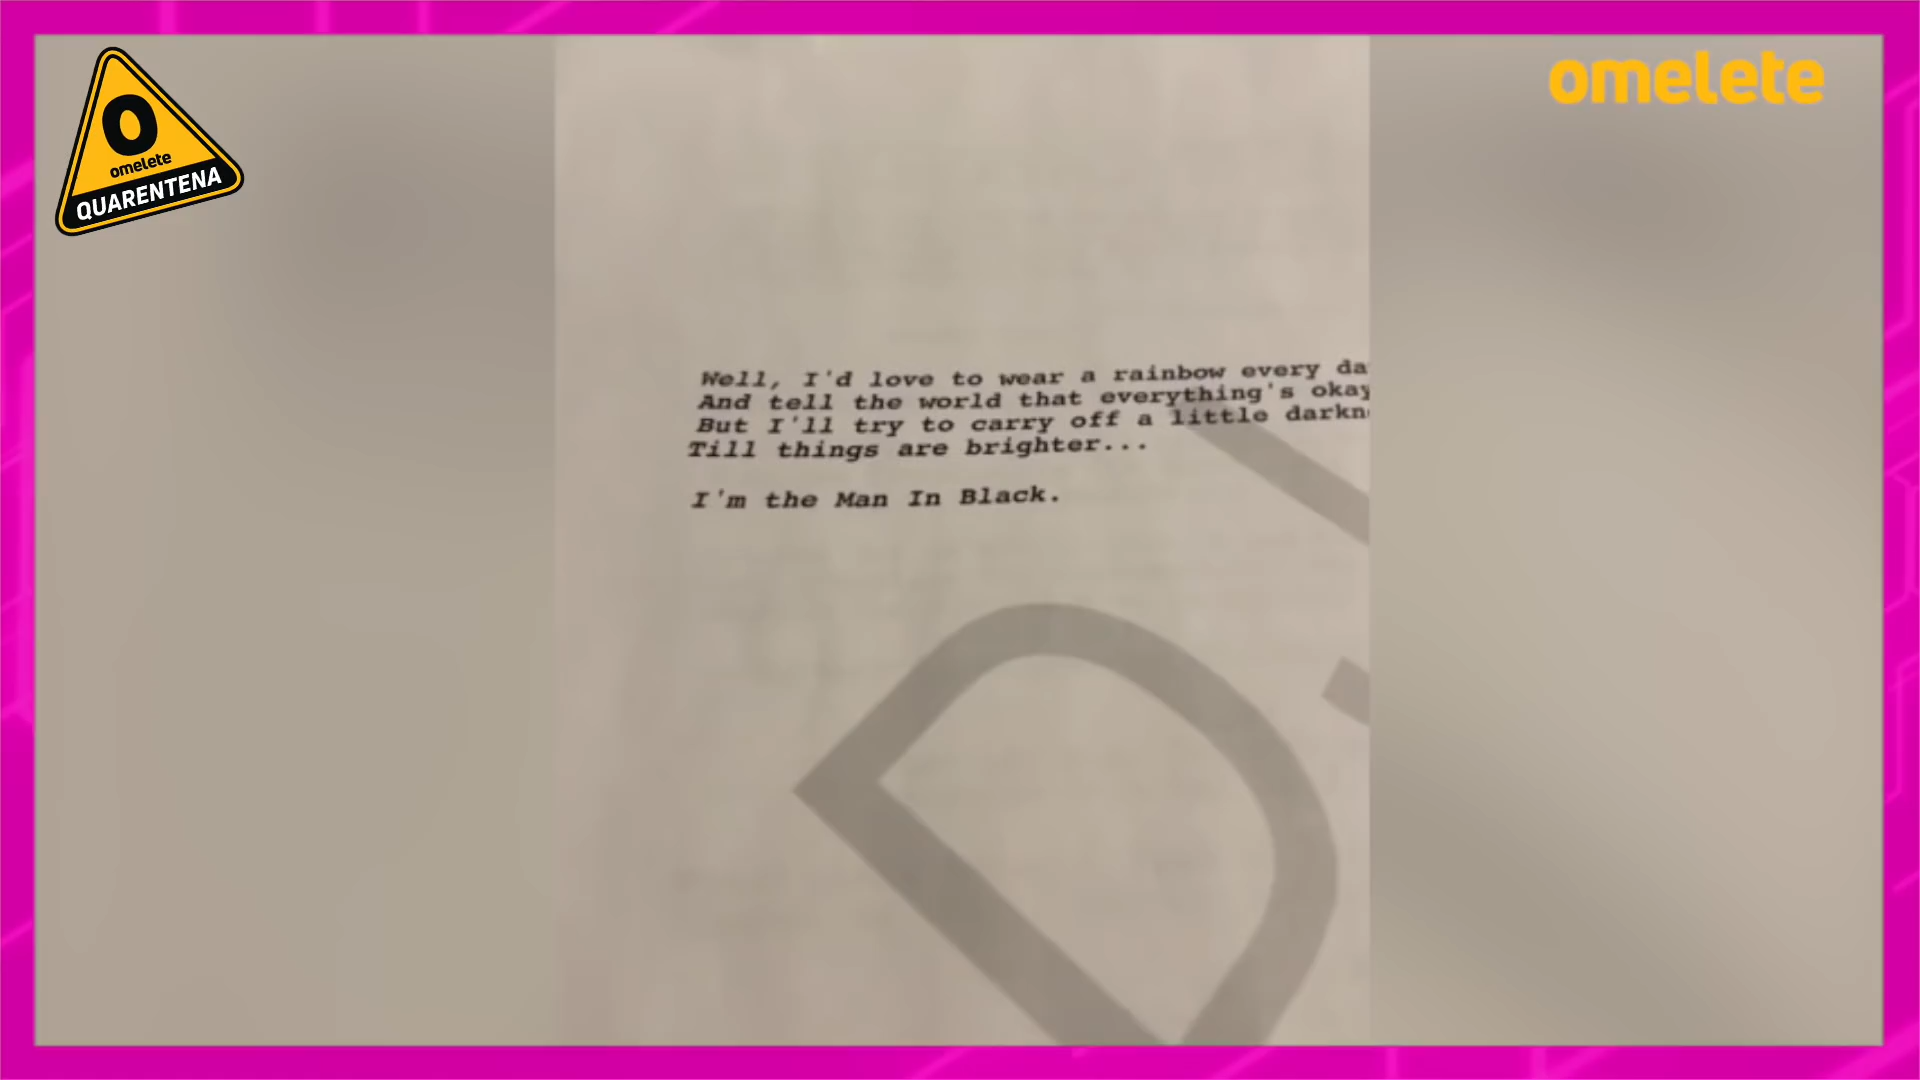 omelete
O
omelete
QUARENTENA
Well, I'd love to wear a rainbow every
And tell the world that everything's okay
But I'll try to carry off a little
Till things are brighter...
I'm the Man In Black.
D